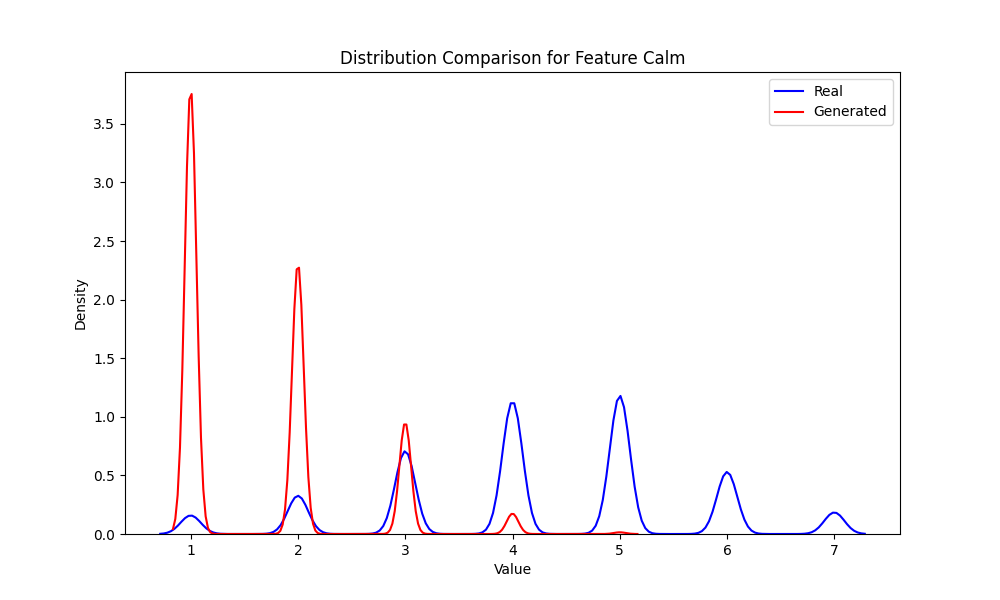 Distribution Comparison for Feature Calm
Real
Generated
3.5
3.0
2.5
2.0
1.5
1.0
0.5
0.0
Density
1 2 3 4 5 6 7
Value